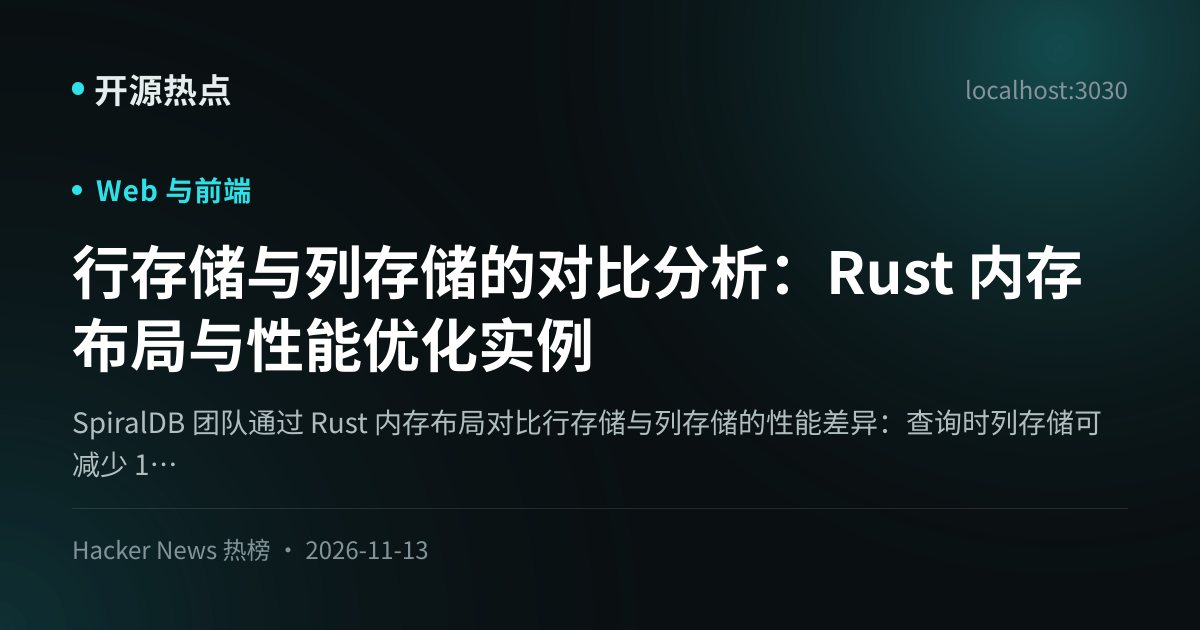 开源热点
localhost:3030
Web 与前端
行存储与列存储的对比分析：Rust 内存
布局与性能优化实例
SpiralDB 团队通过 Rust 内存布局对比行存储与列存储的性能差异：查询时列存储可
减少 1…
Hacker News 热榜 · 2026-11-13